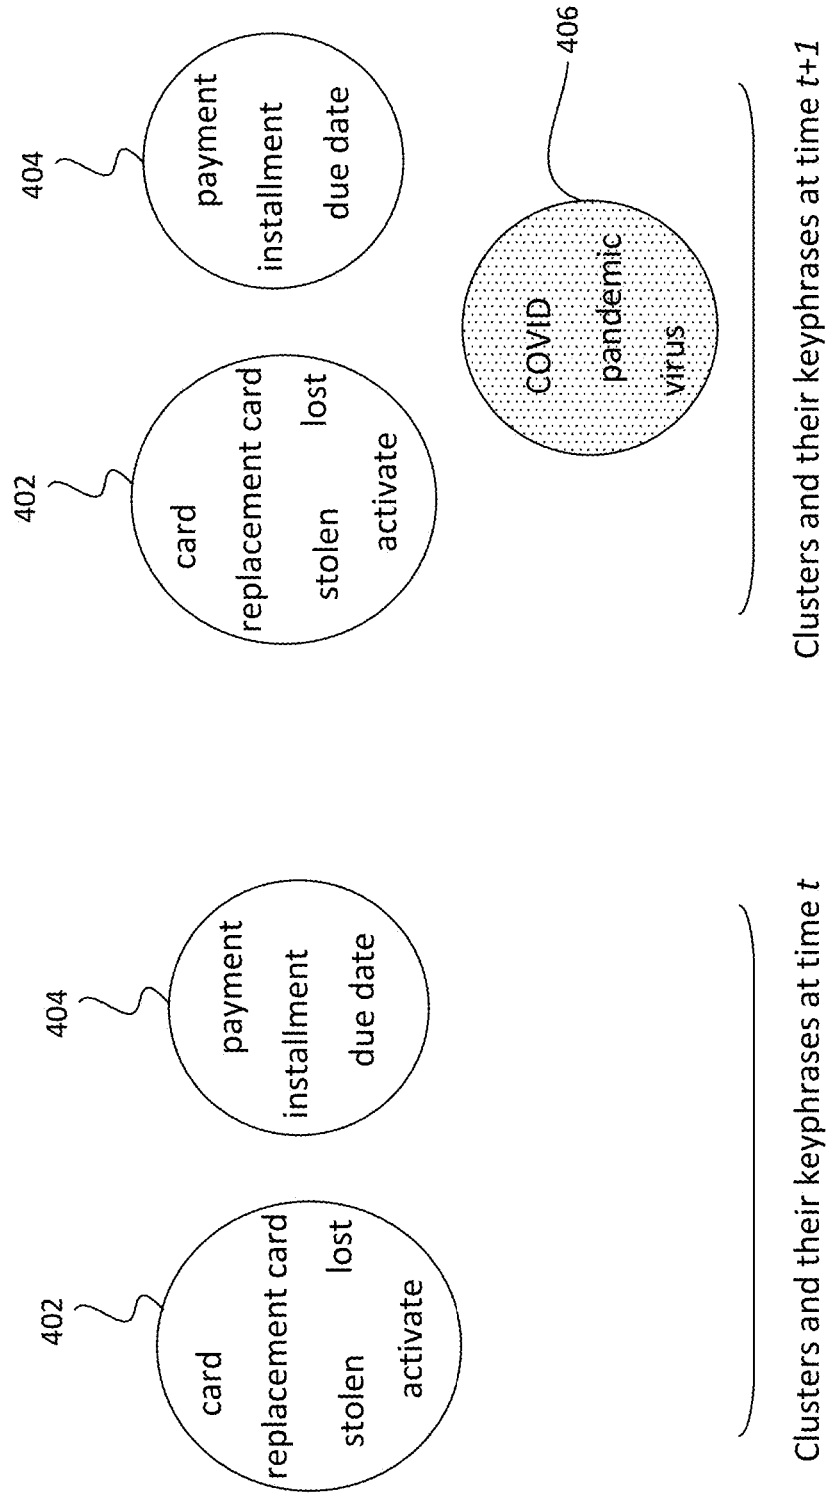 402
card
replacement card
stolen
lost
activate
404
payment
installment
due date
Clusters and their keyphrases at time t
402
card
replacement card
stolen
lost
activate
404
payment
installment
due date
COVID
pandemic
virus
406
Clusters and their keyphrases at time t+1